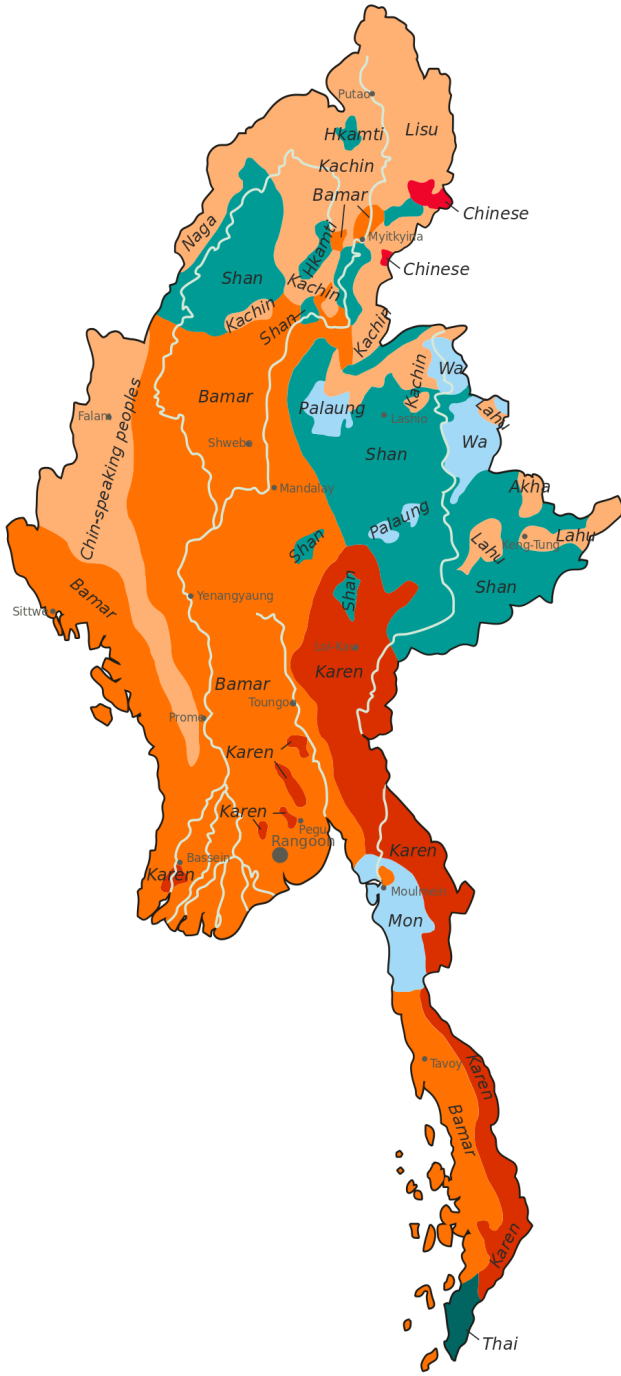 Putao
Hkamti
Lisu
Kachin
Bamar
Chinese
Naga
Hkamti
Myitkyina
Chinese
Shan
Kachin
Kachin
Shan
Kachin
Kachin
Wa
Bamar
Palaung
Lahu
Falam
Lashio
Shwebo
Shan
Wa
Chin-speaking peoples
Mandalay
Akha
Palaung
Shan
Lahu
Keng-Tung
Lahu
Bamar
Shan
Shan
Sittwe
Yenangyaung
Loi-Kaw
Karen
Bamar
Toungo
Prome
Karen
Karen
Pegu
Rangoon
Karen
Bassein
Karen
Moulmein
Mon
Tavoy
Karen
Bamar
Karen
Thai